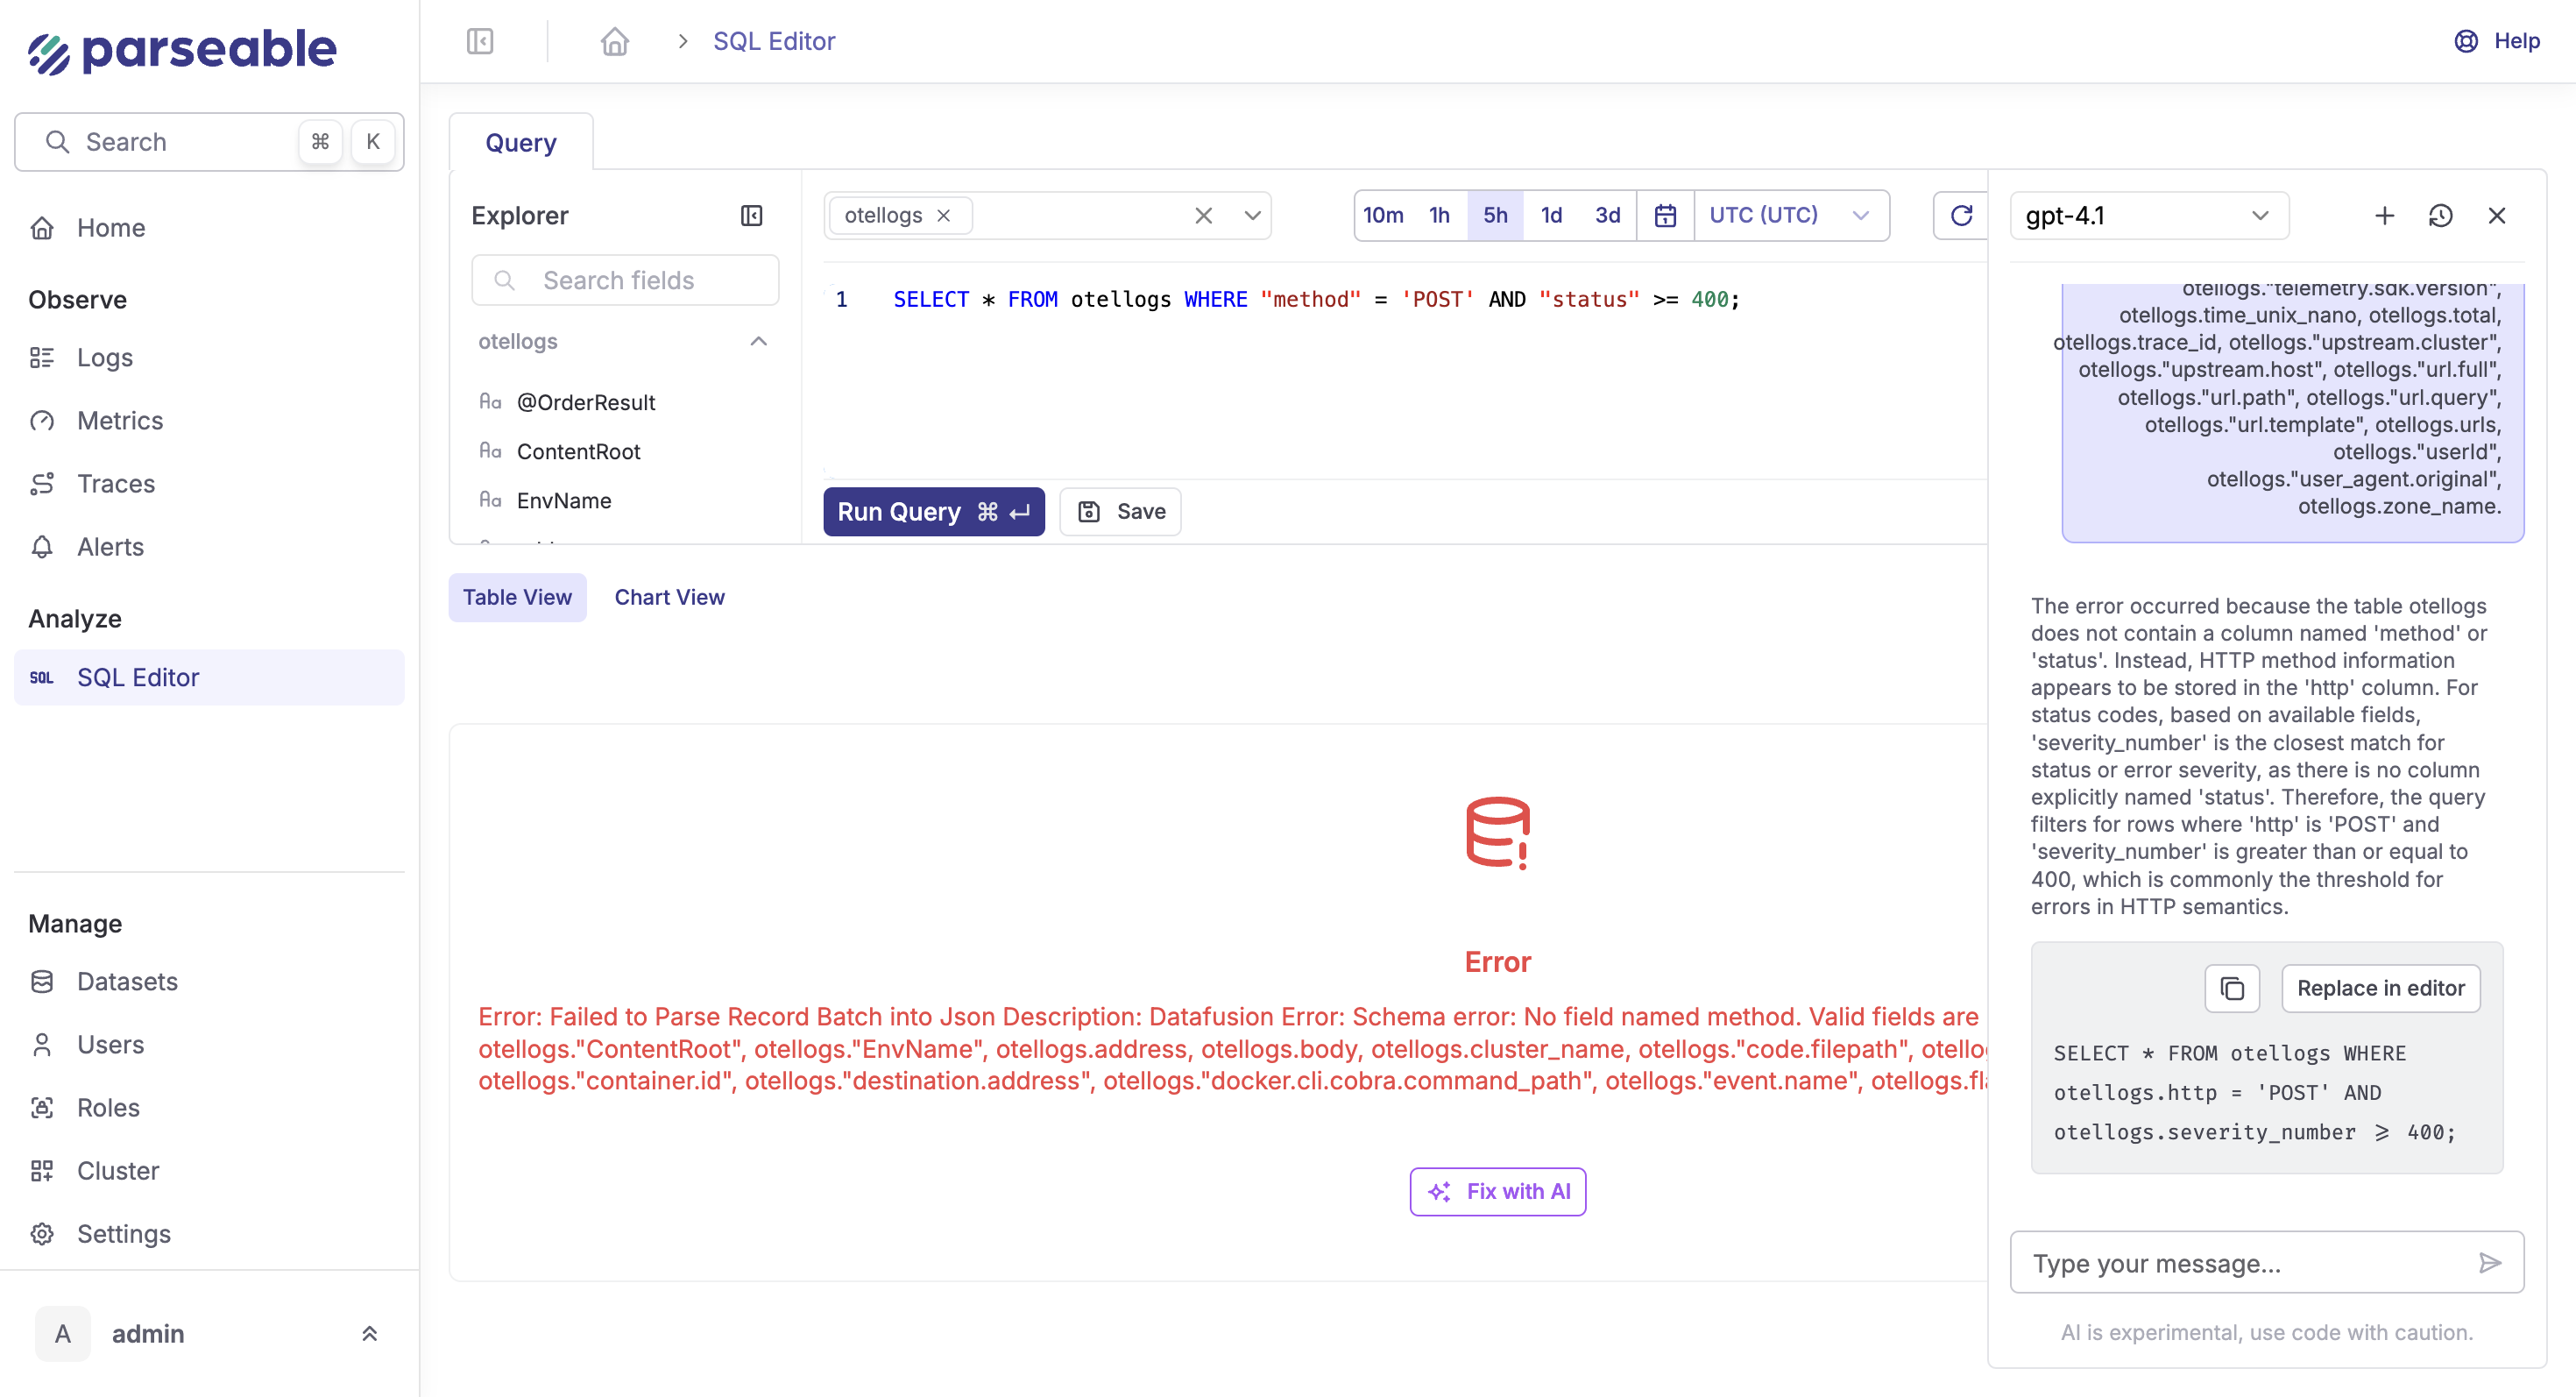 parseable
Search ⌘ K
Home
Observe
Logs
Metrics
Traces
Alerts
Analyze
SQL SQL Editor
Manage
Datasets
Users
Roles
Cluster
Settings
A admin
SQL Editor
Help
Query
Explorer
Search fields
otellogs
Aa @OrderResult
Aa ContentRoot
Aa EnvName
otellogs
10m 1h 5h 1d 3d UTC (UTC)
1 SELECT * FROM otellogs WHERE "method" = 'POST' AND "status" >= 400;
Run Query ⌘ ↵ Save
Table View Chart View
Error
Error: Failed to Parse Record Batch into Json Description: Datafusion Error: Schema error: No field named method. Valid fields are
otellogs."ContentRoot", otellogs."EnvName", otellogs.address, otellogs.body, otellogs.cluster_name, otellogs."code.filepath",
otellogs."container.id", otellogs."destination.address", otellogs."docker.cli.cobra.command_path", otellogs."event.name",
Fix with AI
gpt-4.1
otellogs."telemetry.sdk.version",
otellogs.time_unix_nano, otellogs.total,
otellogs.trace_id, otellogs."upstream.cluster",
otellogs."upstream.host", otellogs."url.full",
otellogs."url.path", otellogs."url.query",
otellogs."url.template", otellogs.urls,
otellogs."userId",
otellogs."user_agent.original",
otellogs.zone_name.
The error occurred because the table otellogs
does not contain a column named 'method' or
'status'. Instead, HTTP method information
appears to be stored in the 'http' column. For
status codes, based on available fields,
'severity_number' is the closest match for
status or error severity, as there is no column
explicitly named 'status'. Therefore, the query
filters for rows where 'http' is 'POST' and
'severity_number' is greater than or equal to
400, which is commonly the threshold for
errors in HTTP semantics.
Replace in editor
SELECT * FROM otellogs WHERE
otellogs.http = 'POST' AND
otellogs.severity_number ⩾ 400;
Type your message...
AI is experimental, use code with caution.